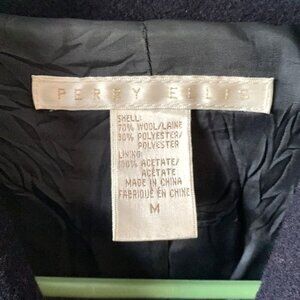 PERRY ELLIS
SHELL:
70% WOOL/LAINE
30% POLYESTER/
POLYESTER
LINING:
100% ACETATE/
ACETATE
MADE IN CHINA
FABRIQUE EN CHINE
M